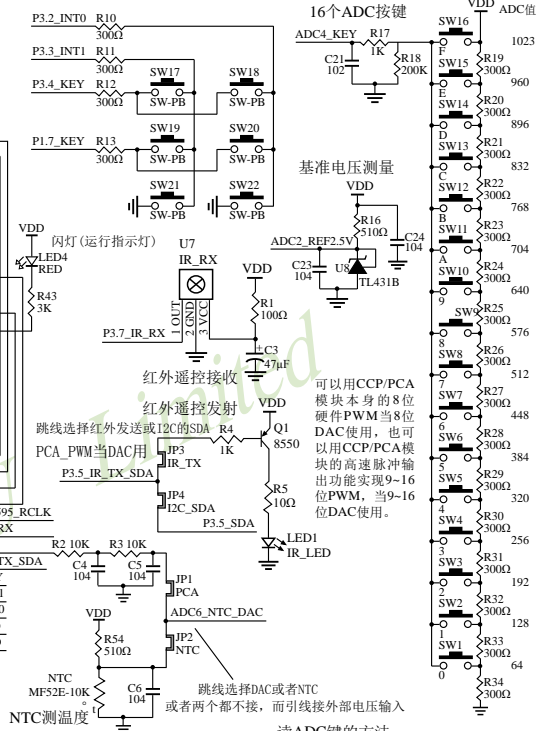 P3.2_INT0 R10
300Ω
P3.3_INT1 R11
300Ω
P3.4_KEY R12
300Ω
P1.7_KEY R13
300Ω
SW17
SW-PB
SW18
SW-PB
SW19
SW-PB
SW20
SW-PB
SW21
SW-PB
SW22
SW-PB
16个ADC按键
ADC4_KEY R17
1K
C21
102
R18
200K
VDD ADC值
SW16
F
1023
R19
300Ω
SW15
E
960
R20
300Ω
SW14
D
896
R21
300Ω
SW13
C
832
R22
300Ω
SW12
B
768
R23
300Ω
SW11
A
704
R24
300Ω
SW10
9
640
R25
300Ω
SW9
8
576
R26
300Ω
SW8
7
512
R27
300Ω
SW7
6
448
R28
300Ω
SW6
5
384
R29
300Ω
SW5
4
320
R30
300Ω
SW4
3
256
R31
300Ω
SW3
2
192
R32
300Ω
SW2
1
128
R33
300Ω
SW1
0
64
R34
300Ω
基准电压测量
VDD
R16
510Ω
ADC2_REF2.5V
C23
104
U8
TL431B
C24
104
VDD
闪灯(运行指示灯)
LED4
RED
R43
3K
U7
IR_RX
1 OUT
2 GND
3 VCC
P3.7_IR_RX
VDD
R1
100Ω
+C3
47μF
红外遥控接收
红外遥控发射
跳线选择红外发送或I2C的SDA
PCA_PWM当DAC用
R4
1K
VDD
Q1
8550
JP3
IR_TX
P3.5_IR_TX_SDA
JP4
I2C_SDA
P3.5_SDA
R5
10Ω
LED1
IR_LED
可以用CCP/PCA
模块本身的8位
硬件PWM当8位
DAC使用，也可
以用CCP/PCA模
块的高速脉冲输
出功能实现9~16
位PWM，当9~16
位DAC使用。
595_RCLK
RX
TX_SDA
R2 10K R3 10K
C4
104
C5
104
JP1
PCA
ADC6_NTC_DAC
JP2
NTC
VDD
R54
510Ω
NTC
MF52E-10K
t
C6
104
NTC测温度
跳线选择DAC或者NTC
或者两个都不接，而引线接外部电压输入
读ADC键的方法
Limited